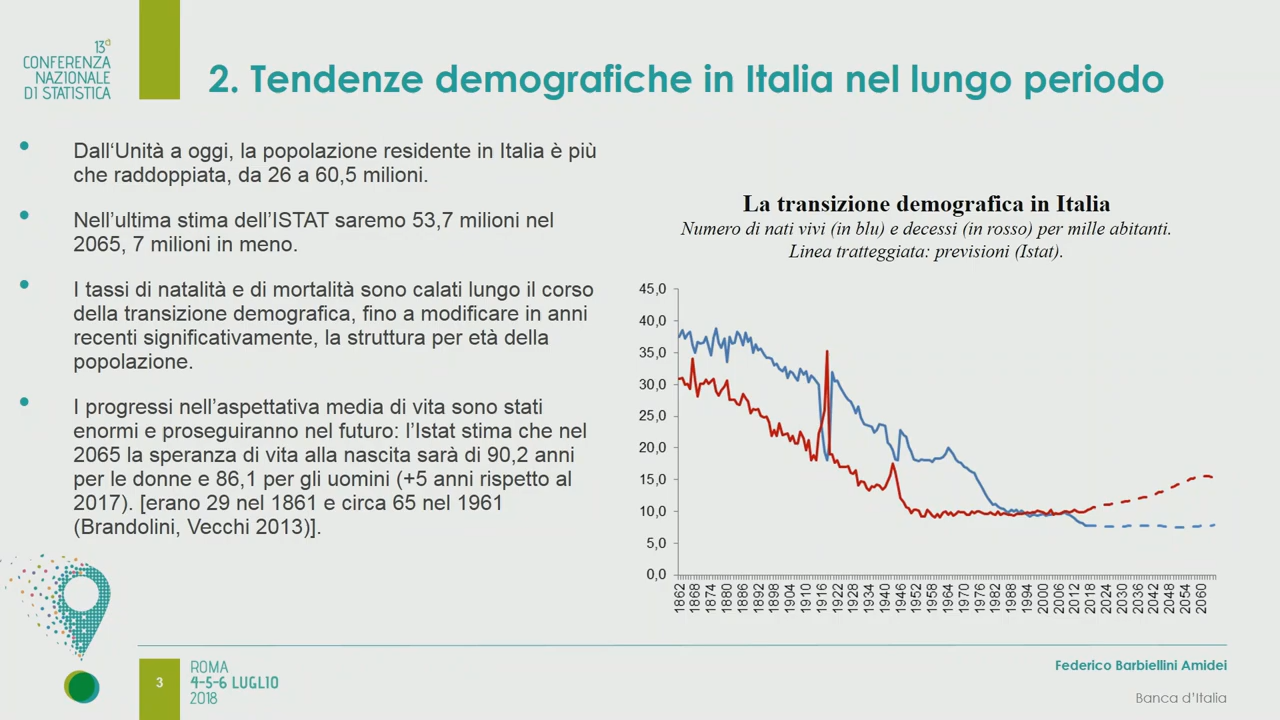 13a
CONFERENZA
NAZIONALE
DI STATISTICA
2. Tendenze demografiche in Italia nel lungo periodo
• Dall‘Unità a oggi, la popolazione residente in Italia è più
che raddoppiata, da 26 a 60,5 milioni.
• Nell’ultima stima dell’ISTAT saremo 53,7 milioni nel
2065, 7 milioni in meno.
• I tassi di natalità e di mortalità sono calati lungo il corso
della transizione demografica, fino a modificare in anni
recenti significativamente, la struttura per età della
popolazione.
• I progressi nell’aspettativa media di vita sono stati
enormi e proseguiranno nel futuro: l’Istat stima che nel
2065 la speranza di vita alla nascita sarà di 90,2 anni
per le donne e 86,1 per gli uomini (+5 anni rispetto al
2017). [erano 29 nel 1861 e circa 65 nel 1961
(Brandolini, Vecchi 2013)].
La transizione demografica in Italia
Numero di nati vivi (in blu) e decessi (in rosso) per mille abitanti.
Linea tratteggiata: previsioni (Istat).
45,0
40,0
35,0
30,0
25,0
20,0
15,0
10,0
5,0
0,0
1862 1868 1874 1880 1886 1892 1898 1904 1910 1916 1922 1928 1934 1940 1946 1952 1958 1964 1970 1976 1982 1988 1994 2000 2006 2012 2018 2024 2030 2036 2042 2048 2054 2060
3
ROMA
4-5-6 LUGLIO
2018
Federico Barbiellini Amidei
Banca d’Italia